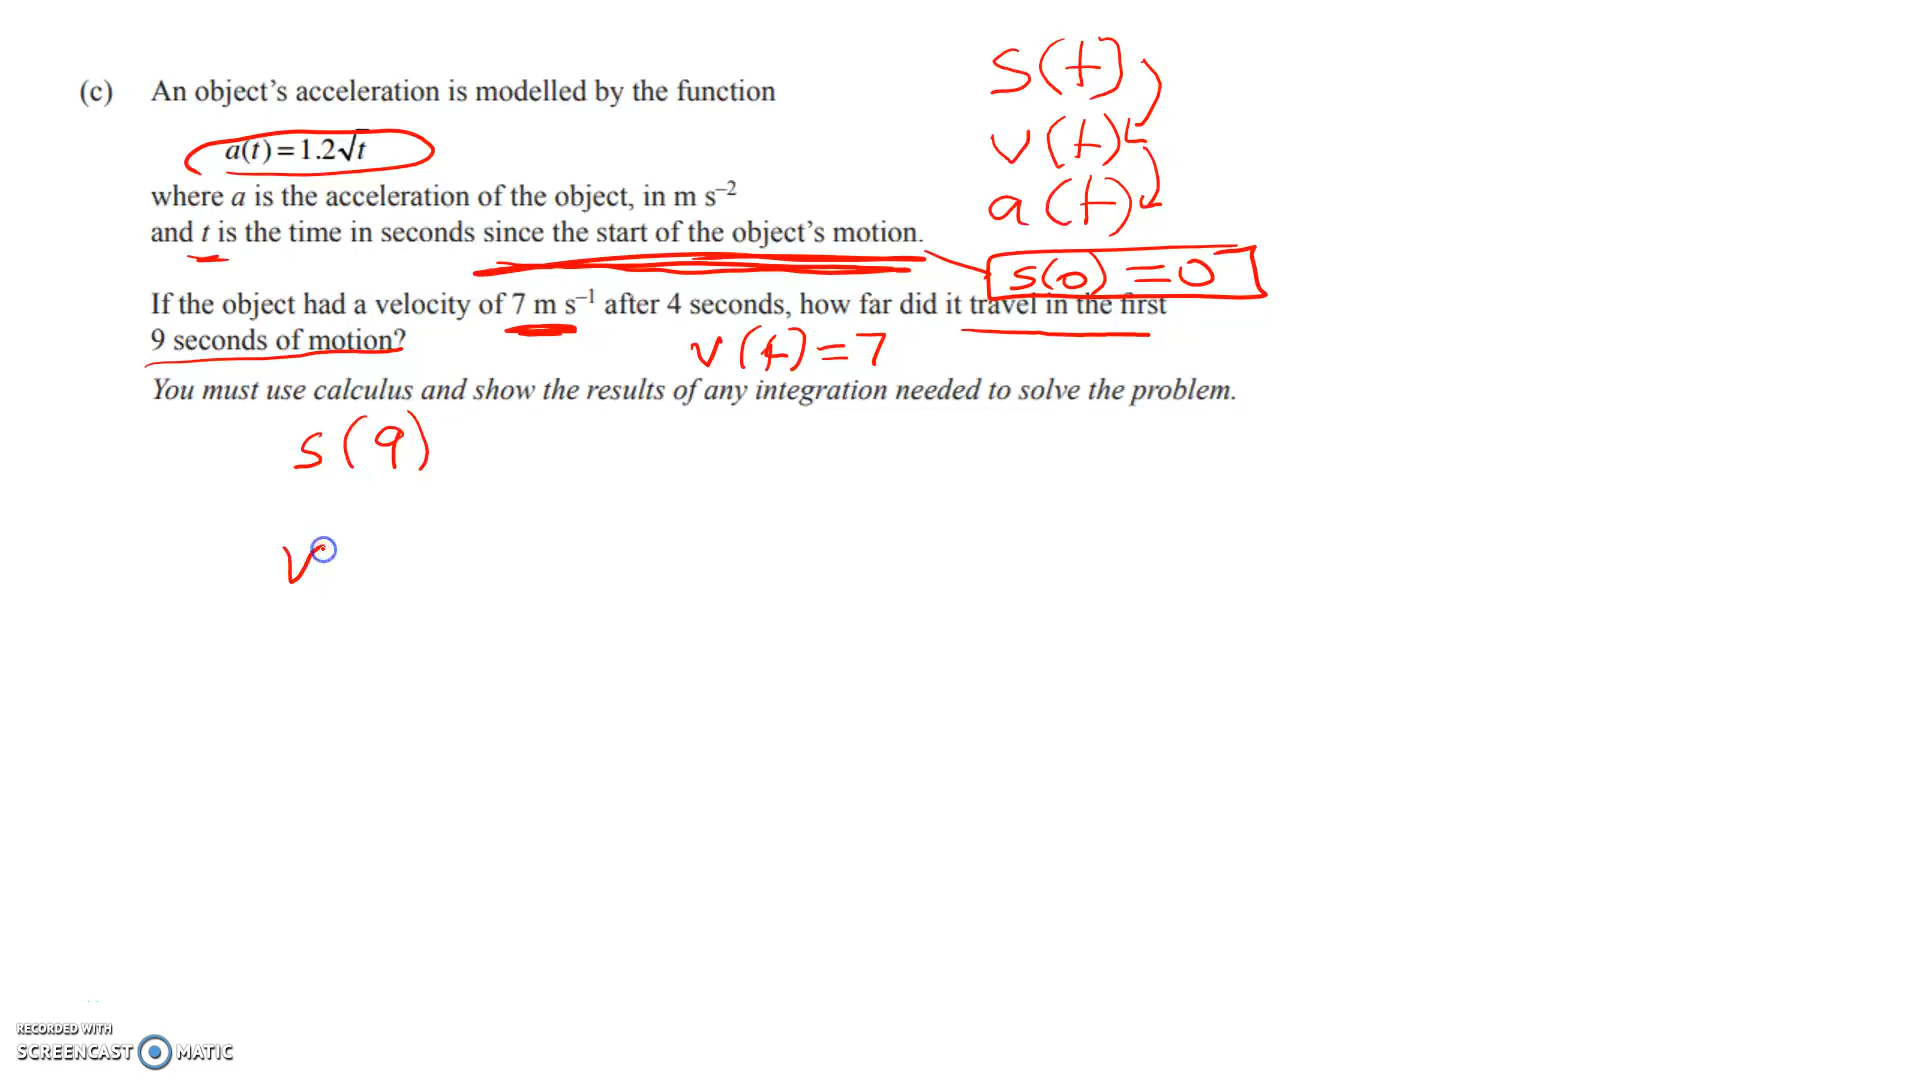 (c) An object's acceleration is modelled by the function
a(t)=1.2√t
where a is the acceleration of the object, in m s⁻²
and t is the time in seconds since the start of the object's motion.
If the object had a velocity of 7 m s⁻¹ after 4 seconds, how far did it travel in the first
9 seconds of motion?
You must use calculus and show the results of any integration needed to solve the problem.
s(t)
v(t)
a(t)
s(0) = 0
v(t) = 7
s(9)
v
RECORDED WITH
SCREENCAST MATIC